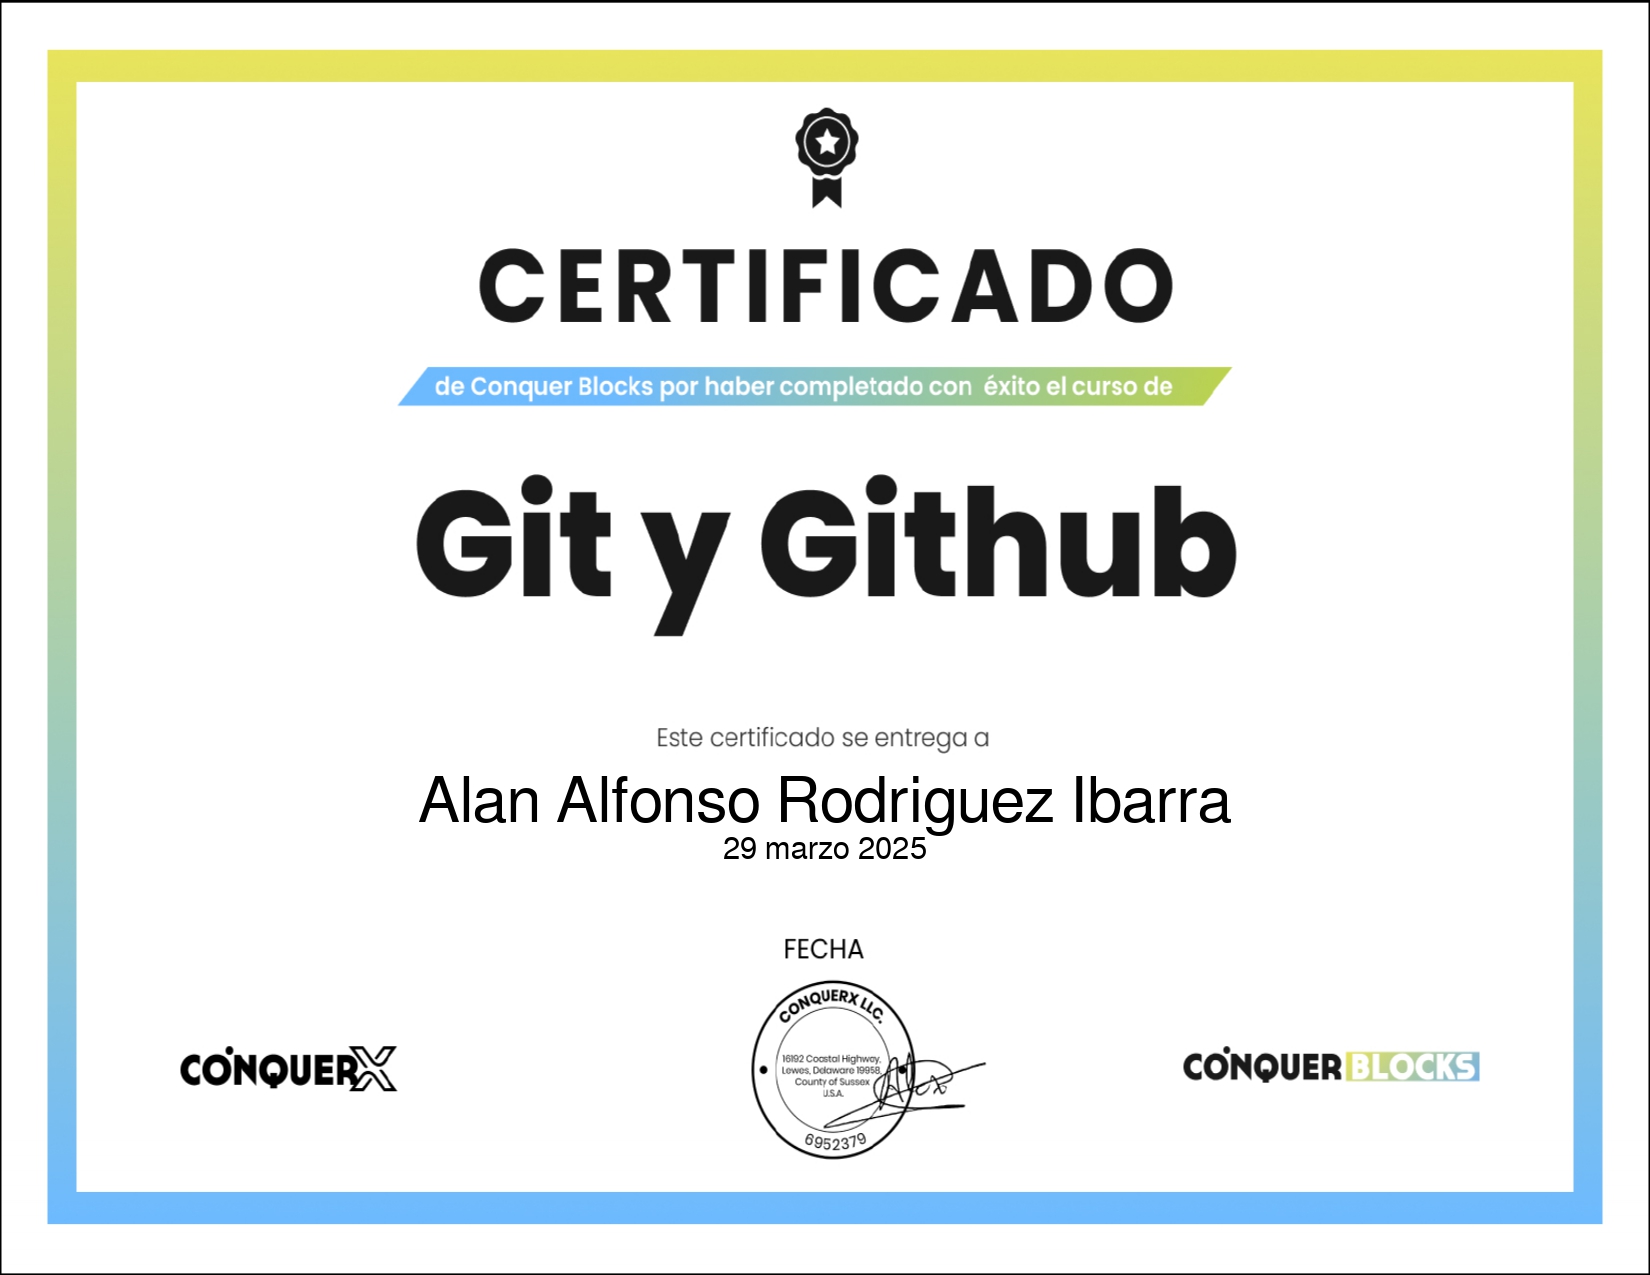 CERTIFICADO
de Conquer Blocks por haber completado con éxito el curso de
Git y Github
Este certificado se entrega a
Alan Alfonso Rodriguez Ibarra
29 marzo 2025
FECHA
CONQUERX LLC.
16192 Coastal Highway,
Lewes, Delaware 19958,
County of Sussex
U.S.A.
6952379
Alex
CONQUERX
CONQUERBLOCKS